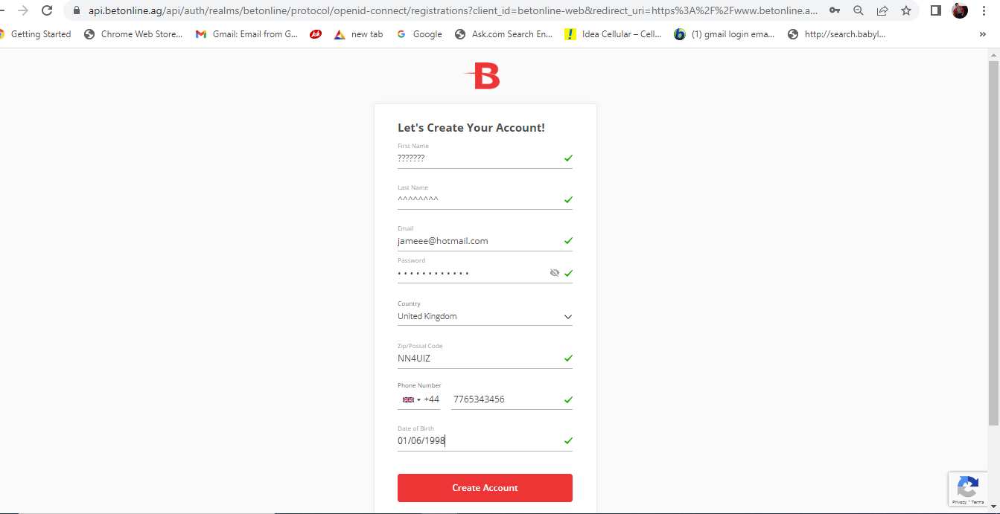 api.betonline.ag/api/auth/realms/betonline/protocol/openid-connect/registrations?client_id=betonline-web&redirect_uri=https%3A%2F%2Fwww.betonline.a...
Getting Started Chrome Web Store... Gmail: Email from G... Ask new tab Google Ask.com Search En... Idea Cellular – Cell... (1) gmail login ema... http://search.babyl... »
B
Let's Create Your Account!
First Name
???????
Last Name
^^^^^^^^
Email
jameee@hotmail.com
Password
• • • • • • • • • • • •
Country
United Kingdom
Zip/Postal Code
NN4UIZ
Phone Number
+44 7765343456
Date of Birth
01/06/1998
Create Account
Privacy - Terms